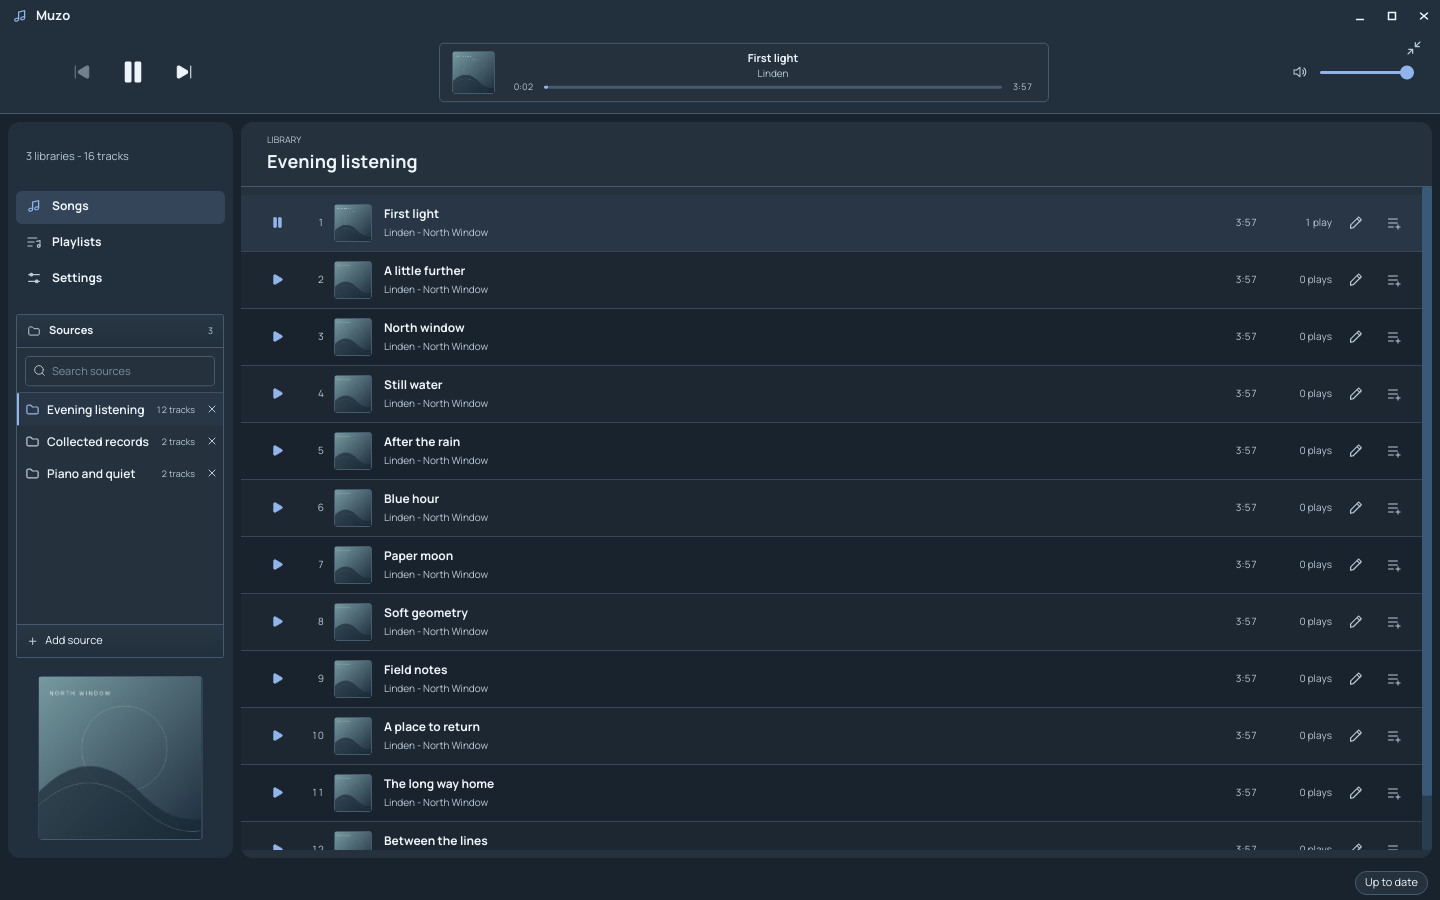 Muzo
First light
Linden
0:02
3:57
3 libraries - 16 tracks
Songs
Playlists
Settings
Sources
3
Search sources
Evening listening
12 tracks
Collected records
2 tracks
Piano and quiet
2 tracks
Add source
NORTH WINDOW
LIBRARY
Evening listening
1
First light
Linden - North Window
3:57
1 play
2
A little further
Linden - North Window
3:57
0 plays
3
North window
Linden - North Window
3:57
0 plays
4
Still water
Linden - North Window
3:57
0 plays
5
After the rain
Linden - North Window
3:57
0 plays
6
Blue hour
Linden - North Window
3:57
0 plays
7
Paper moon
Linden - North Window
3:57
0 plays
8
Soft geometry
Linden - North Window
3:57
0 plays
9
Field notes
Linden - North Window
3:57
0 plays
10
A place to return
Linden - North Window
3:57
0 plays
11
The long way home
Linden - North Window
3:57
0 plays
12
Between the lines
3:57
0 plays
Up to date